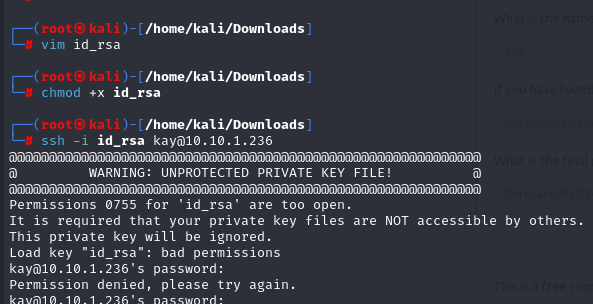 ┌──(root㉿kali)-[/home/kali/Downloads]
└─# vim id_rsa
┌──(root㉿kali)-[/home/kali/Downloads]
└─# chmod +x id_rsa
┌──(root㉿kali)-[/home/kali/Downloads]
└─# ssh -i id_rsa kay@10.10.1.236
@@@@@@@@@@@@@@@@@@@@@@@@@@@@@@@@@@@@@@@@@@@@@@@@@@@@@@@@@@@
@         WARNING: UNPROTECTED PRIVATE KEY FILE!          @
@@@@@@@@@@@@@@@@@@@@@@@@@@@@@@@@@@@@@@@@@@@@@@@@@@@@@@@@@@@
Permissions 0755 for 'id_rsa' are too open.
It is required that your private key files are NOT accessible by others.
This private key will be ignored.
Load key "id_rsa": bad permissions
kay@10.10.1.236's password:
Permission denied, please try again.
kay@10.10.1.236's password:
What is the name
kay
If you have found
What is the final
This is a free roo